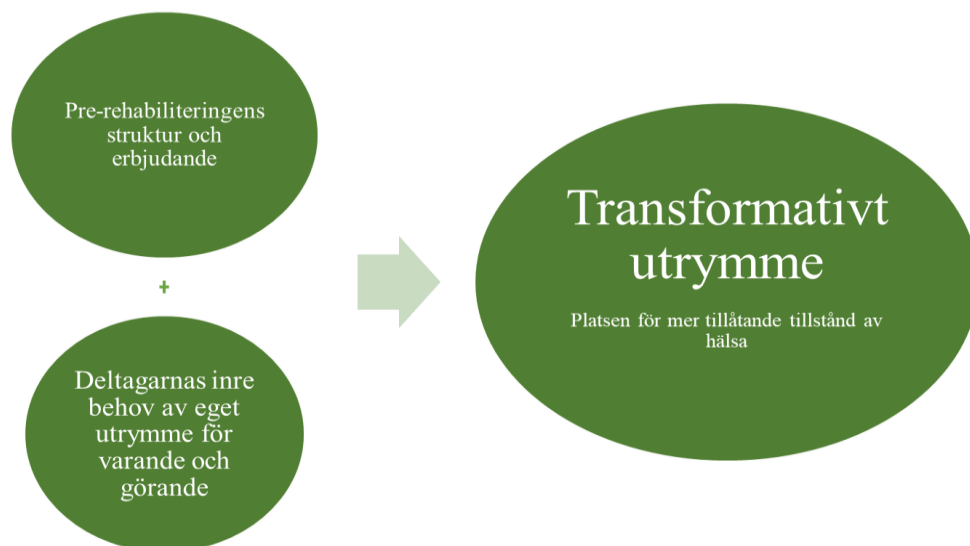 Pre-rehabiliteringens
struktur och
erbjudande
+
Deltagarnas inre
behov av eget
utrymme för
varande och
görande
Transformativt
utrymme
Platsen för mer tillåtande tillstånd av
hälsa